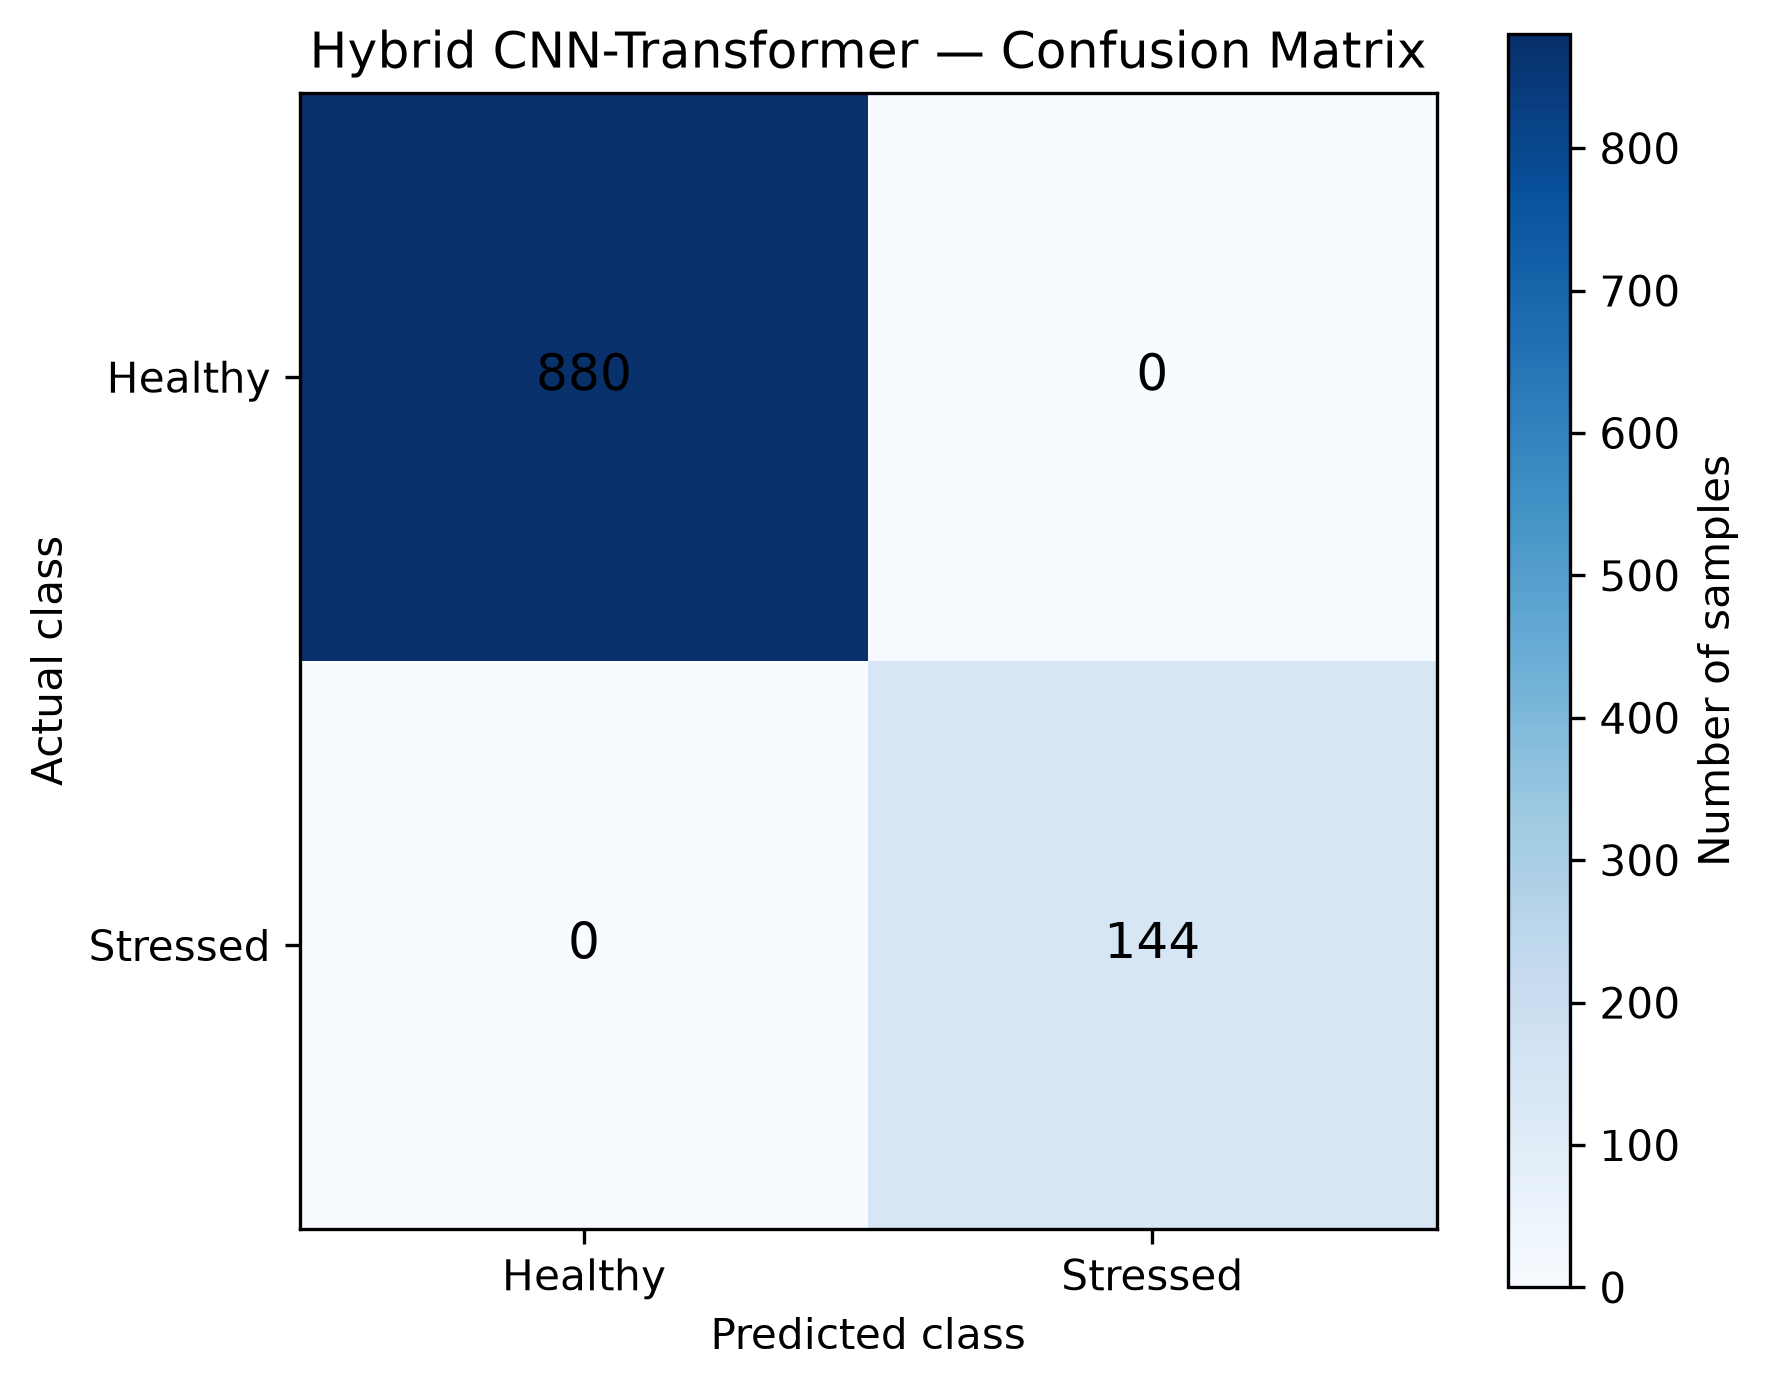 Hybrid CNN-Transformer — Confusion Matrix
Actual class
Healthy
880
0
Stressed
0
144
Healthy
Stressed
Predicted class
800
700
600
500
400
300
200
100
0
Number of samples